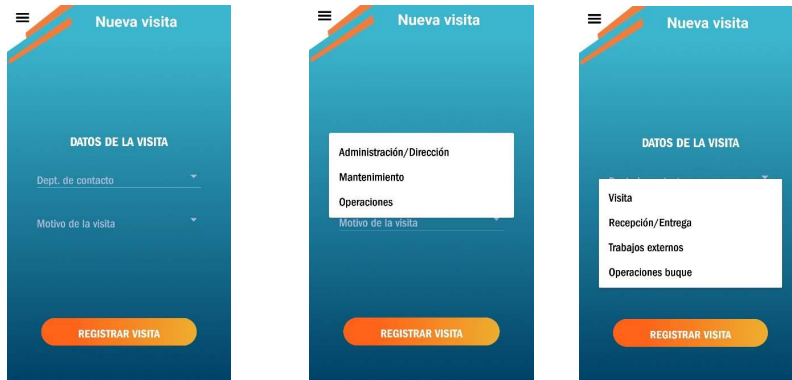 Nueva visita
DATOS DE LA VISITA
Dept. de contacto
Motivo de la visita
REGISTRAR VISITA
Nueva visita
Administración/Dirección
Mantenimiento
Operaciones
Motivo de la visita
REGISTRAR VISITA
Nueva visita
DATOS DE LA VISITA
Visita
Recepción/Entrega
Trabajos externos
Operaciones buque
REGISTRAR VISITA